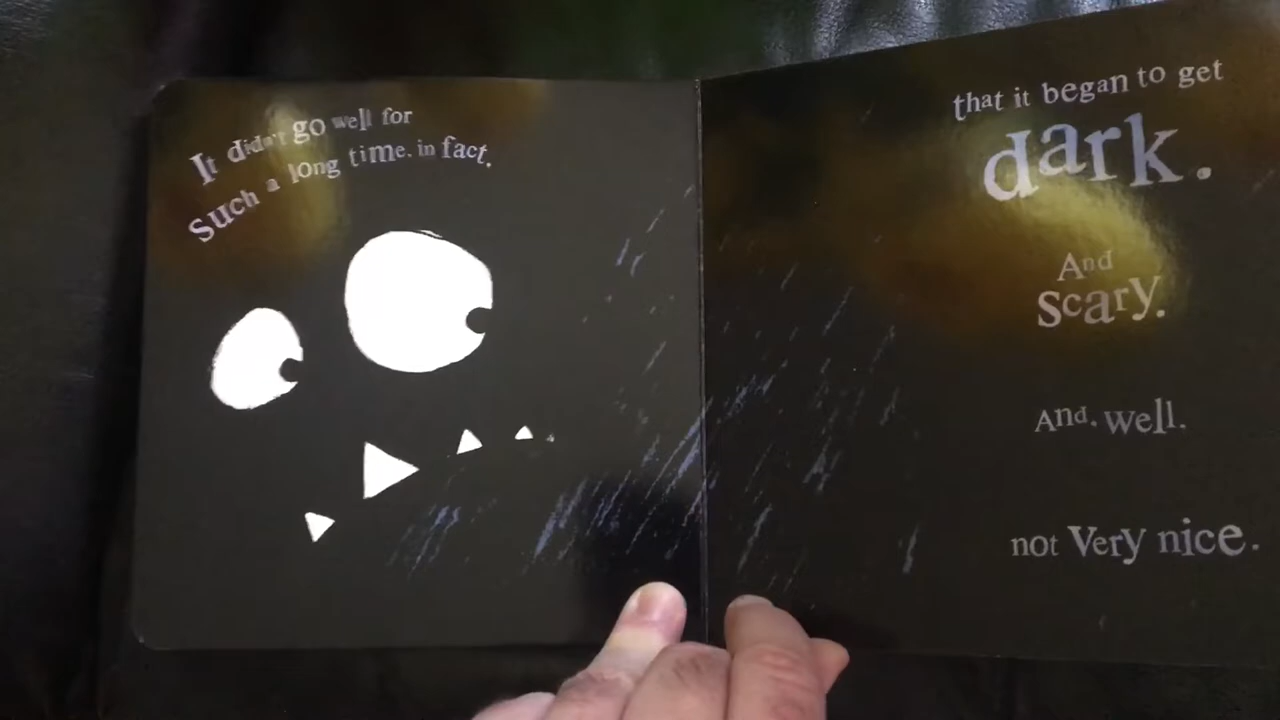 It didn't go well for
such a long time, in fact,
that it began to get
dark.
And
scary.
And, well.
not very nice.